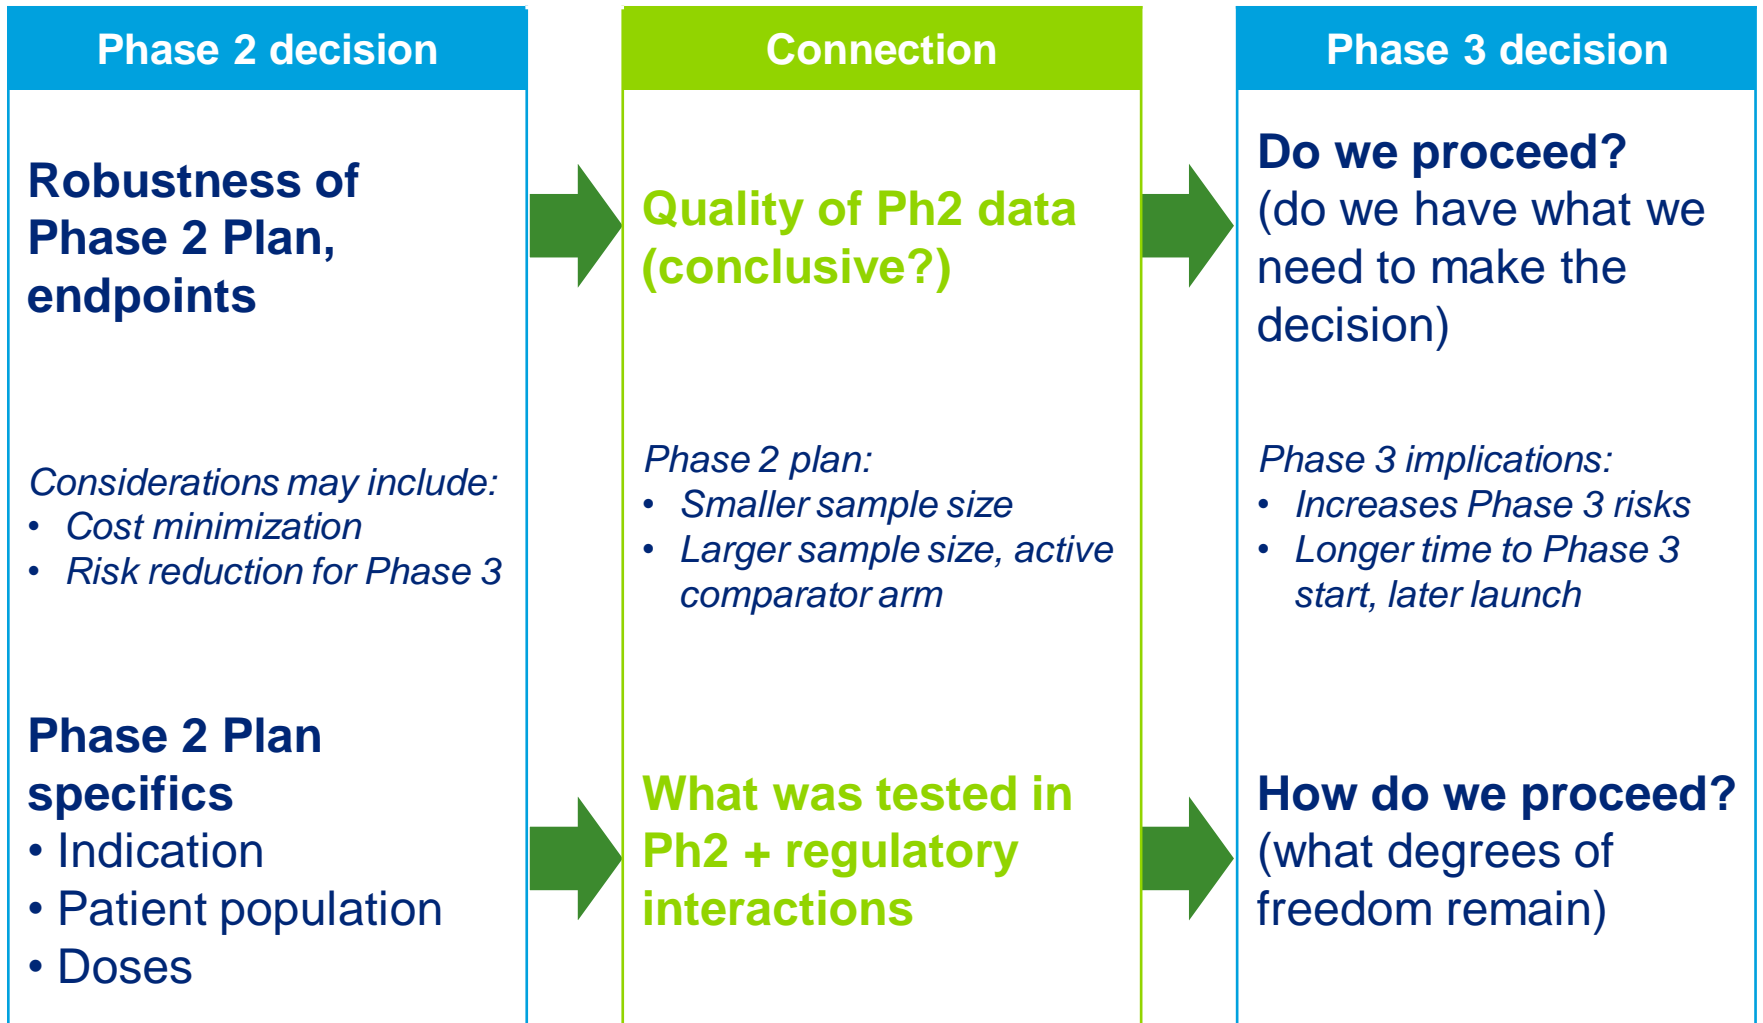 Phase 2 decision
Robustness of
Phase 2 Plan,
endpoints
Considerations may include:
• Cost minimization
• Risk reduction for Phase 3
Phase 2 Plan
specifics
• Indication
• Patient population
• Doses
Connection
Quality of Ph2 data
(conclusive?)
Phase 2 plan:
• Smaller sample size
• Larger sample size, active
comparator arm
What was tested in
Ph2 + regulatory
interactions
Phase 3 decision
Do we proceed?
(do we have what we
need to make the
decision)
Phase 3 implications:
• Increases Phase 3 risks
• Longer time to Phase 3
start, later launch
How do we proceed?
(what degrees of
freedom remain)